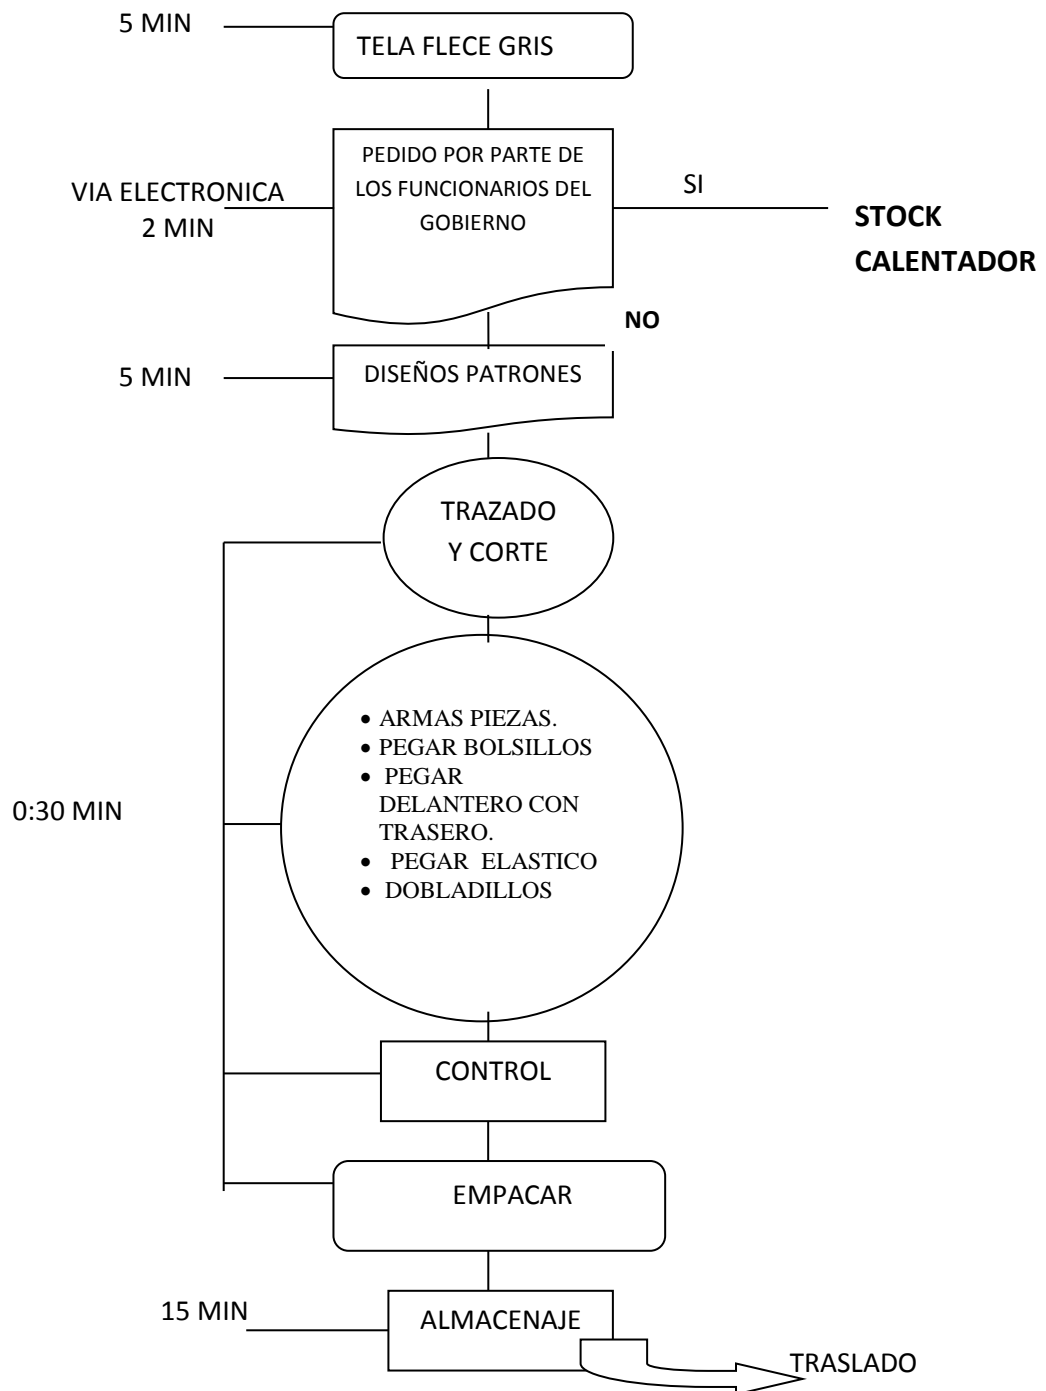 5 MIN
TELA FLECE GRIS
PEDIDO POR PARTE DE
LOS FUNCIONARIOS DEL
GOBIERNO
VIA ELECTRONICA
2 MIN
SI
STOCK
CALENTADOR
NO
5 MIN
DISEÑOS PATRONES
TRAZADO
Y CORTE
• ARMAS PIEZAS.
• PEGAR BOLSILLOS
• PEGAR
DELANTERO CON
TRASERO.
• PEGAR ELASTICO
• DOBLADILLOS
0:30 MIN
CONTROL
EMPACAR
15 MIN
ALMACENAJE
TRASLADO